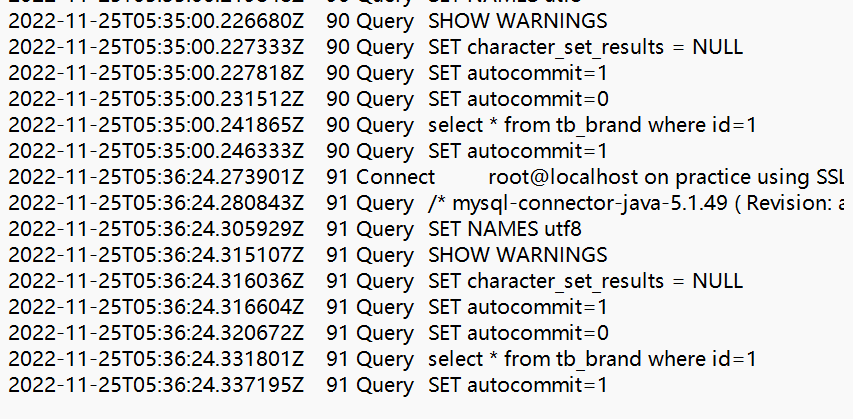 2022-11-25T05:35:00.226680Z 90 Query SHOW WARNINGS
2022-11-25T05:35:00.227333Z 90 Query SET character_set_results = NULL
2022-11-25T05:35:00.227818Z 90 Query SET autocommit=1
2022-11-25T05:35:00.231512Z 90 Query SET autocommit=0
2022-11-25T05:35:00.241865Z 90 Query select * from tb_brand where id=1
2022-11-25T05:35:00.246333Z 90 Query SET autocommit=1
2022-11-25T05:36:24.273901Z 91 Connect root@localhost on practice using SSL
2022-11-25T05:36:24.280843Z 91 Query /* mysql-connector-java-5.1.49 ( Revision: a
2022-11-25T05:36:24.305929Z 91 Query SET NAMES utf8
2022-11-25T05:36:24.315107Z 91 Query SHOW WARNINGS
2022-11-25T05:36:24.316036Z 91 Query SET character_set_results = NULL
2022-11-25T05:36:24.316604Z 91 Query SET autocommit=1
2022-11-25T05:36:24.320672Z 91 Query SET autocommit=0
2022-11-25T05:36:24.331801Z 91 Query select * from tb_brand where id=1
2022-11-25T05:36:24.337195Z 91 Query SET autocommit=1